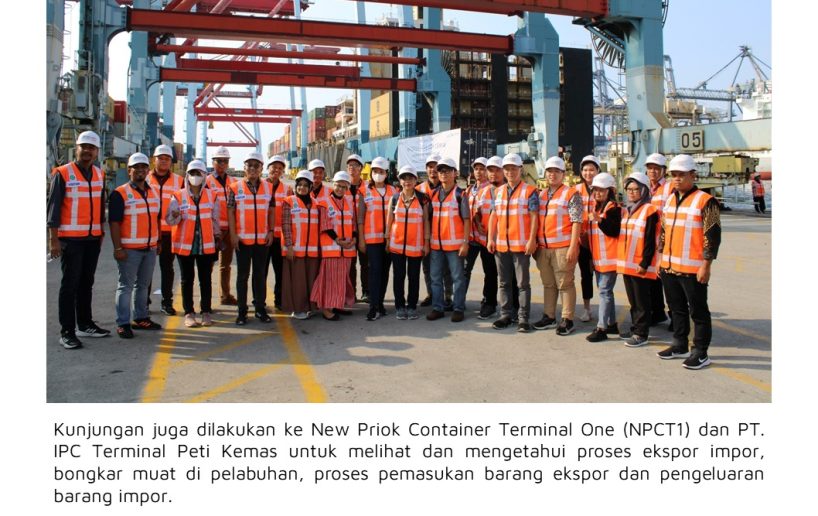 05
Kunjungan juga dilakukan ke New Priok Container Terminal One (NPCT1) dan PT.
IPC Terminal Peti Kemas untuk melihat dan mengetahui proses ekspor impor,
bongkar muat di pelabuhan, proses pemasukan barang ekspor dan pengeluaran
barang impor.